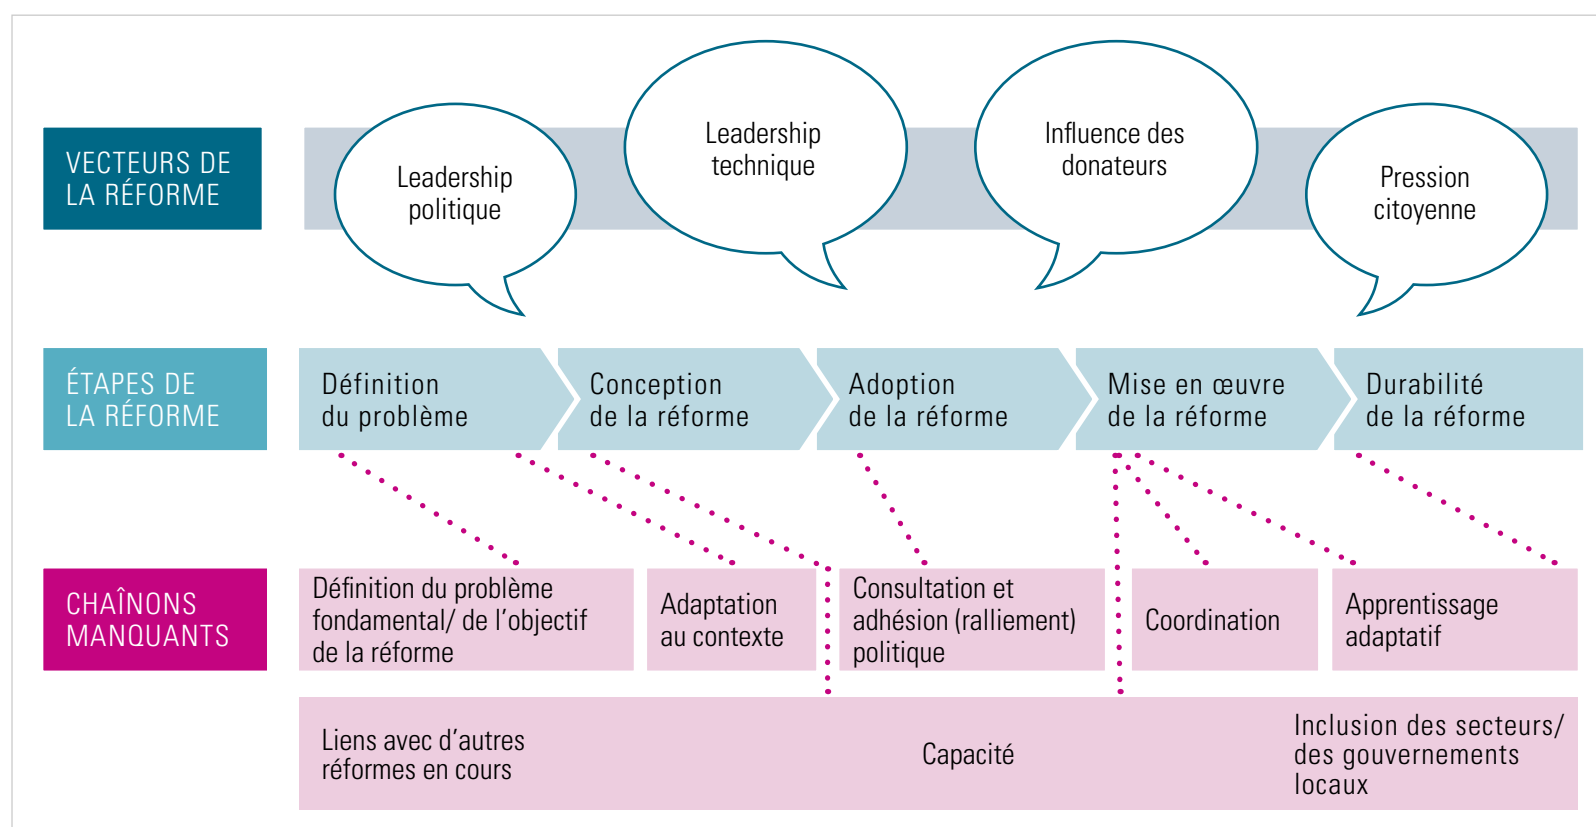 VECTEURS DE
LA RÉFORME
Leadership
politique
Leadership
technique
Influence des
donateurs
Pression
citoyenne
ÉTAPES DE
LA RÉFORME
Définition
du problème
Conception
de la réforme
Adoption
de la réforme
Mise en œuvre
de la réforme
Durabilité
de la réforme
CHAÎNONS
MANQUANTS
Définition du problème
fondamental/ de l’objectif
de la réforme
Adaptation
au contexte
Consultation et
adhésion (ralliement)
politique
Coordination
Apprentissage
adaptatif
Liens avec d’autres
réformes en cours
Capacité
Inclusion des secteurs/
des gouvernements
locaux